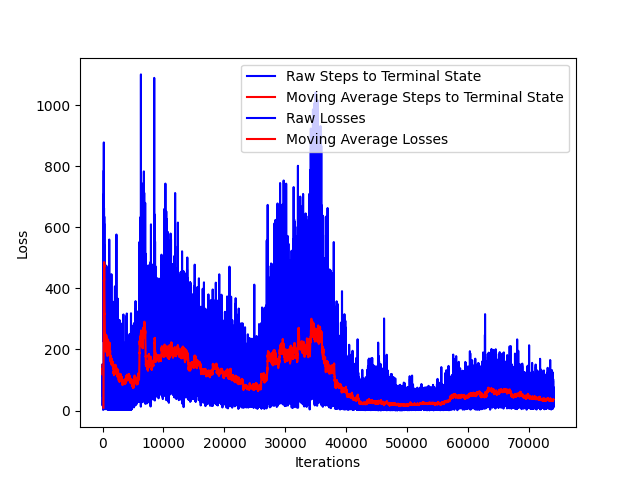 Raw Steps to Terminal State
Moving Average Steps to Terminal State
Raw Losses
Moving Average Losses
1000
800
600
400
200
0
Loss
0 10000 20000 30000 40000 50000 60000 70000
Iterations